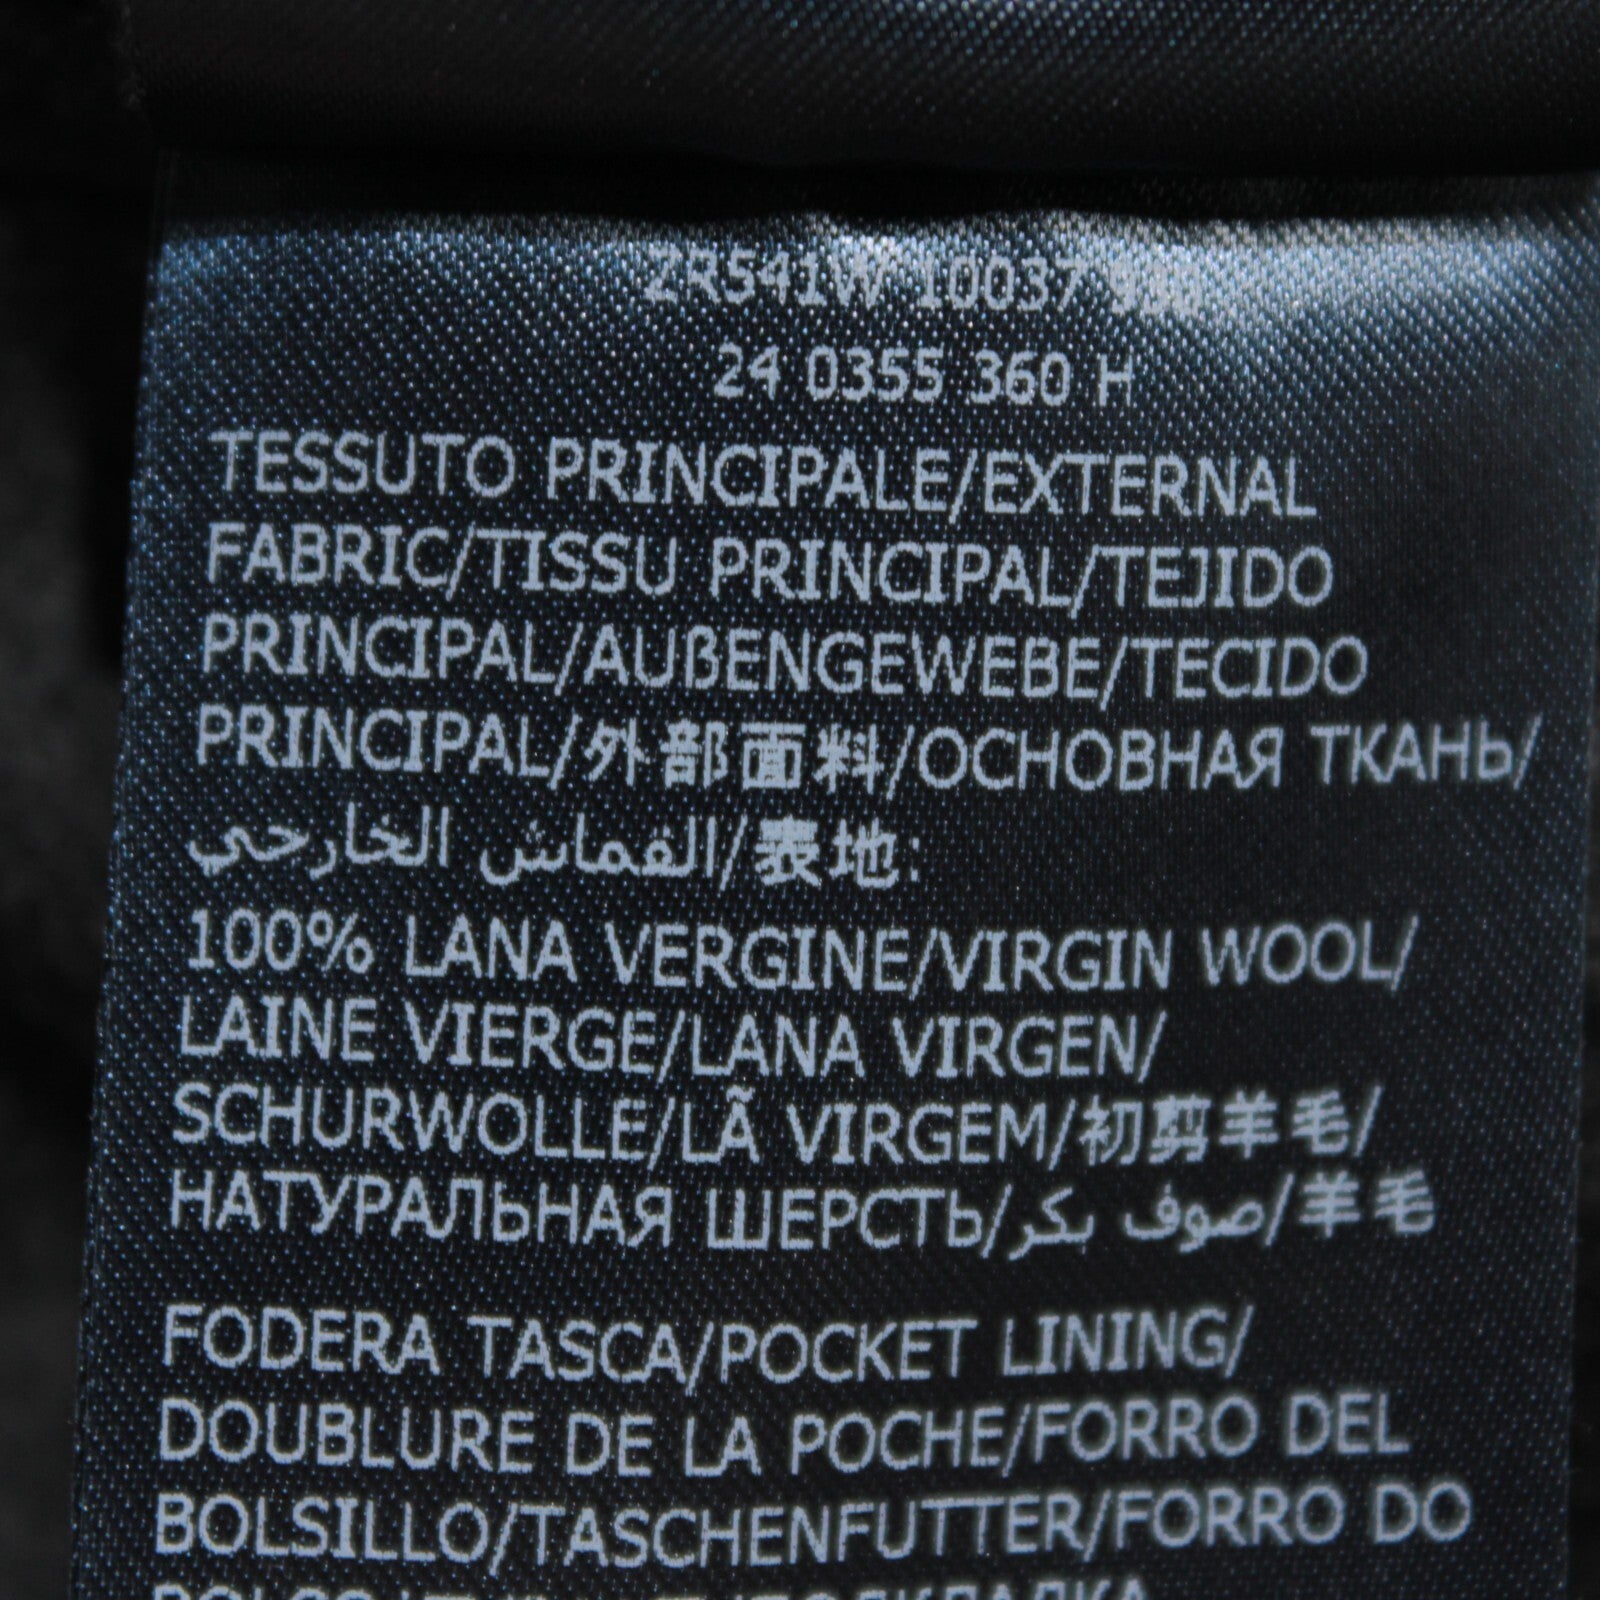 ZR541W 10037
24 0355 360 H
TESSUTO PRINCIPALE/EXTERNAL
FABRIC/TISSU PRINCIPAL/TEJIDO
PRINCIPAL/AUßENGEWEBE/TECIDO
PRINCIPAL/外部面料/ОСНОВНАЯ ТКАНЬ/
القماش الخارجي/表地:
100% LANA VERGINE/VIRGIN WOOL/
LAINE VIERGE/LANA VIRGEN/
SCHURWOLLE/LÃ VIRGEM/初剪羊毛/
НАТУРАЛЬНАЯ ШЕРСТЬ/صوف بكر/羊毛
FODERA TASCA/POCKET LINING/
DOUBLURE DE LA POCHE/FORRO DEL
BOLSILLO/TASCHENFUTTER/FORRO DO